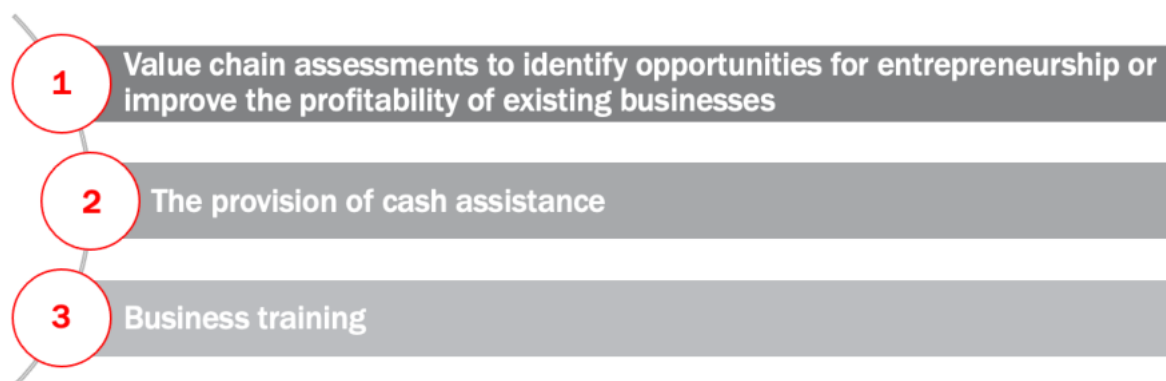 1
Value chain assessments to identify opportunities for entrepreneurship or
improve the profitability of existing businesses
2
The provision of cash assistance
3
Business training